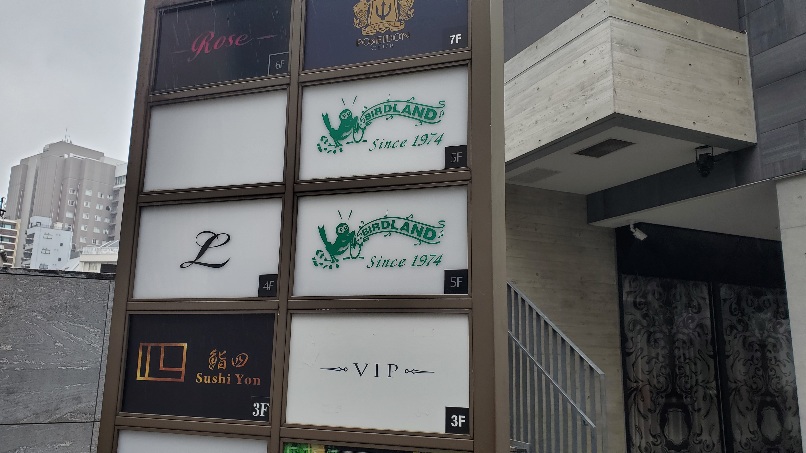 Rose
6F
POSEIDON
7F
BIRDLAND
Since 1974
5F
L
4F
BIRDLAND
Since 1974
5F
鮨四
Sushi Yon
3F
VIP
3F